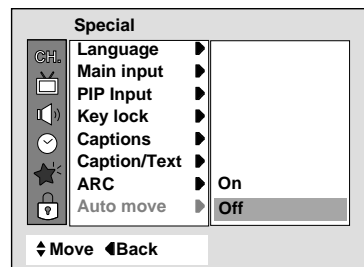 Special
CH.
Language
Main input
PIP Input
Key lock
Captions
Caption/Text
ARC On
Auto move Off
Move Back